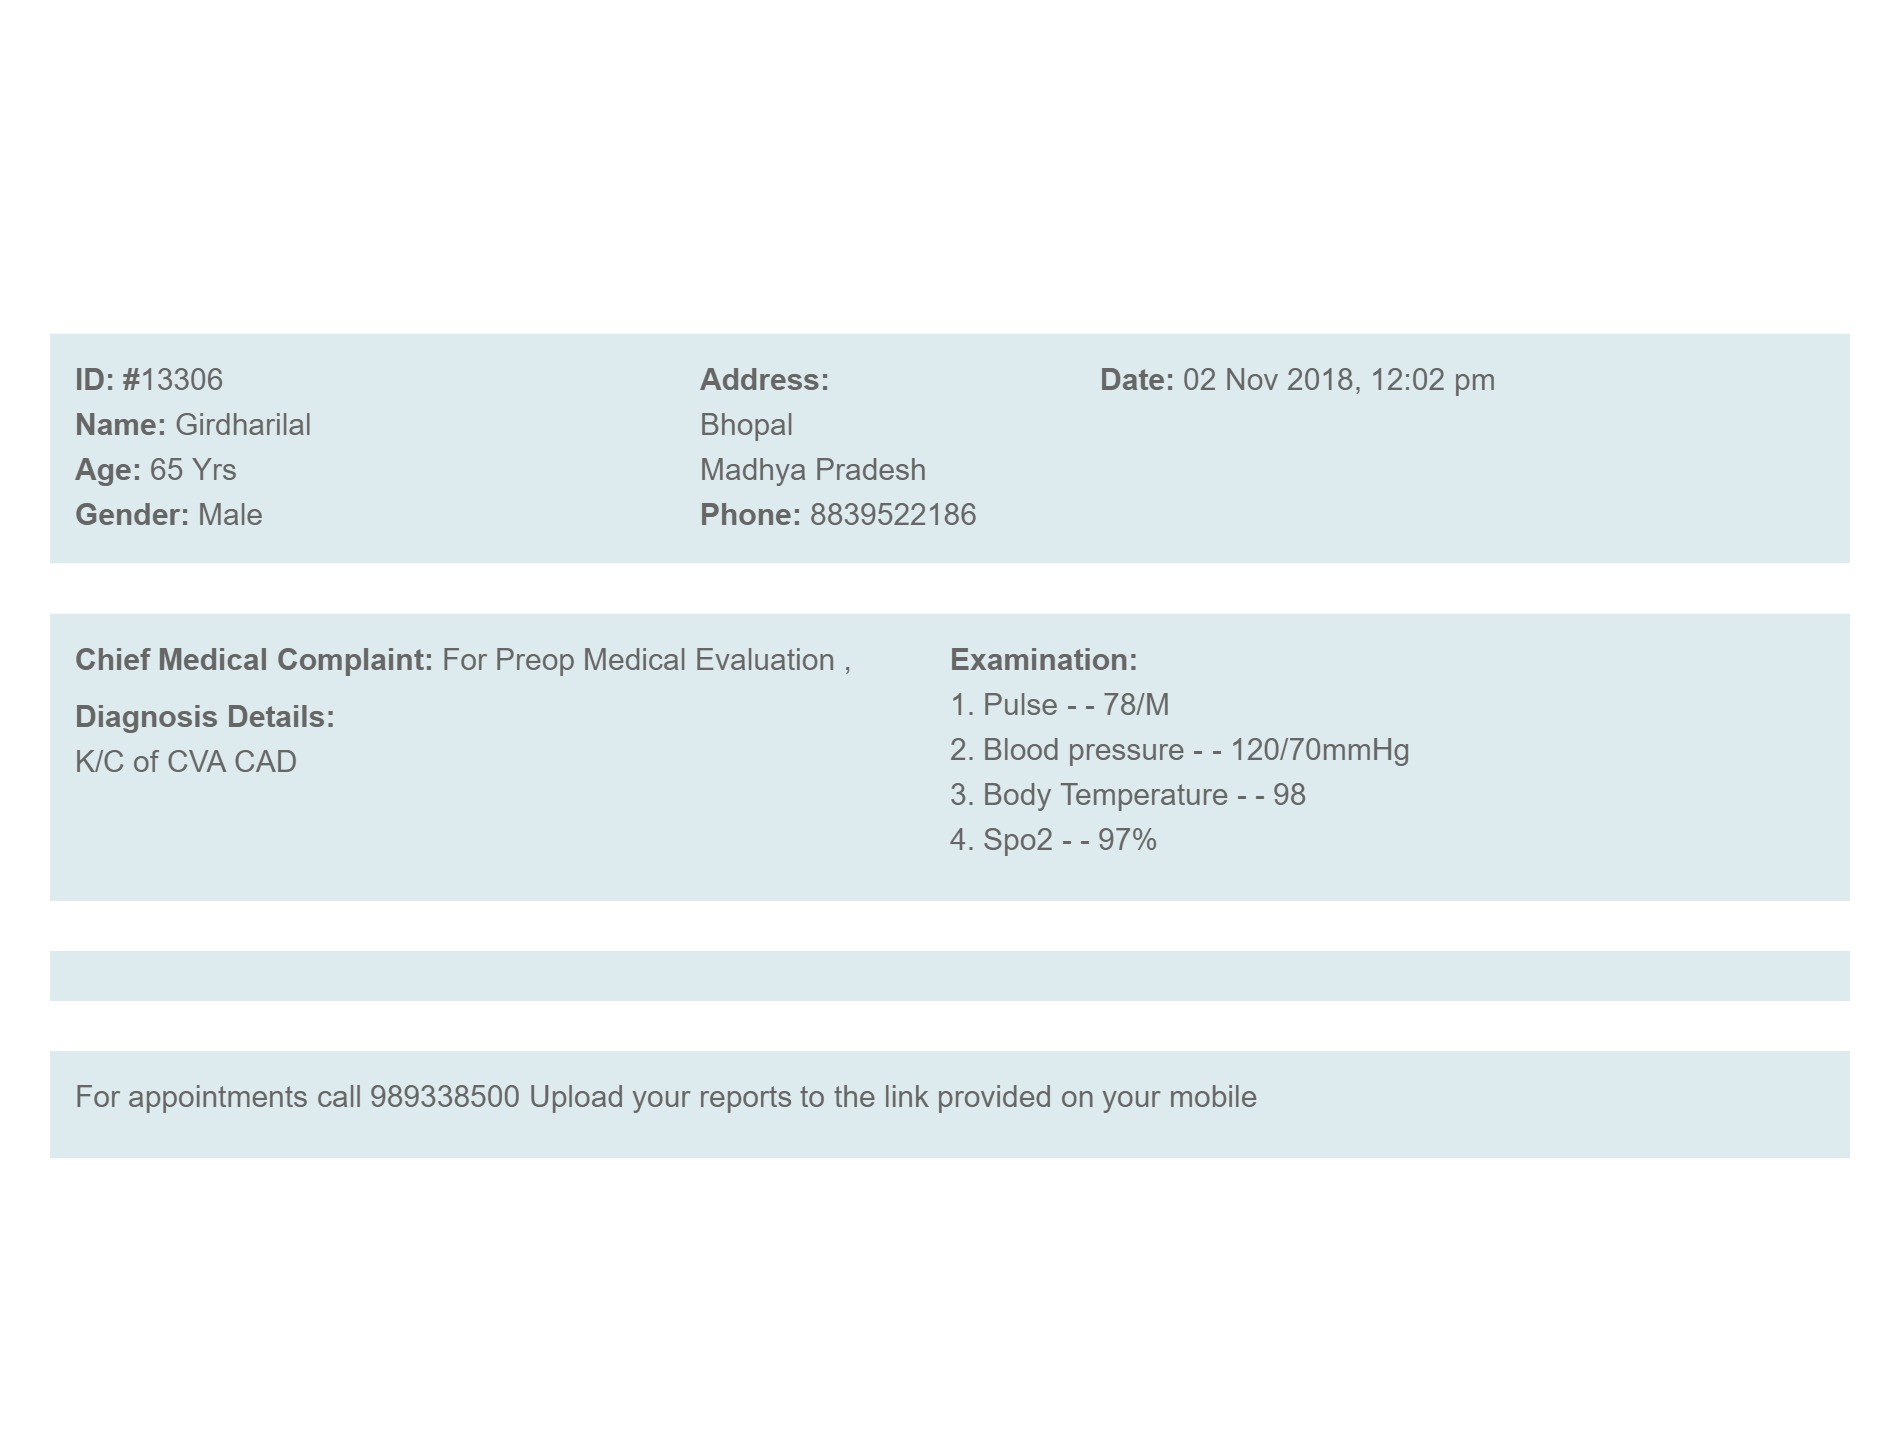 ID: #13306
Name: Girdharilal
Age: 65 Yrs
Gender: Male
Address:
Bhopal
Madhya Pradesh
Phone: 8839522186
Date: 02 Nov 2018, 12:02 pm
Chief Medical Complaint: For Preop Medical Evaluation ,
Diagnosis Details:
K/C of CVA CAD
Examination:
1. Pulse - - 78/M
2. Blood pressure - - 120/70mmHg
3. Body Temperature - - 98
4. Spo2 - - 97%
For appointments call 989338500 Upload your reports to the link provided on your mobile